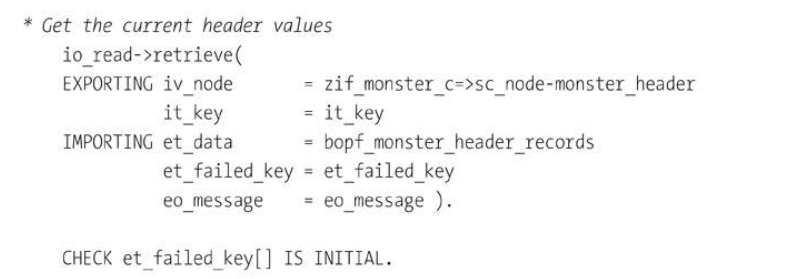 * Get the current header values
io_read->retrieve(
EXPORTING iv_node = zif_monster_c=>sc_node-monster_header
it_key = it_key
IMPORTING et_data = bopf_monster_header_records
et_failed_key = et_failed_key
eo_message = eo_message ).
CHECK et_failed_key[] IS INITIAL.